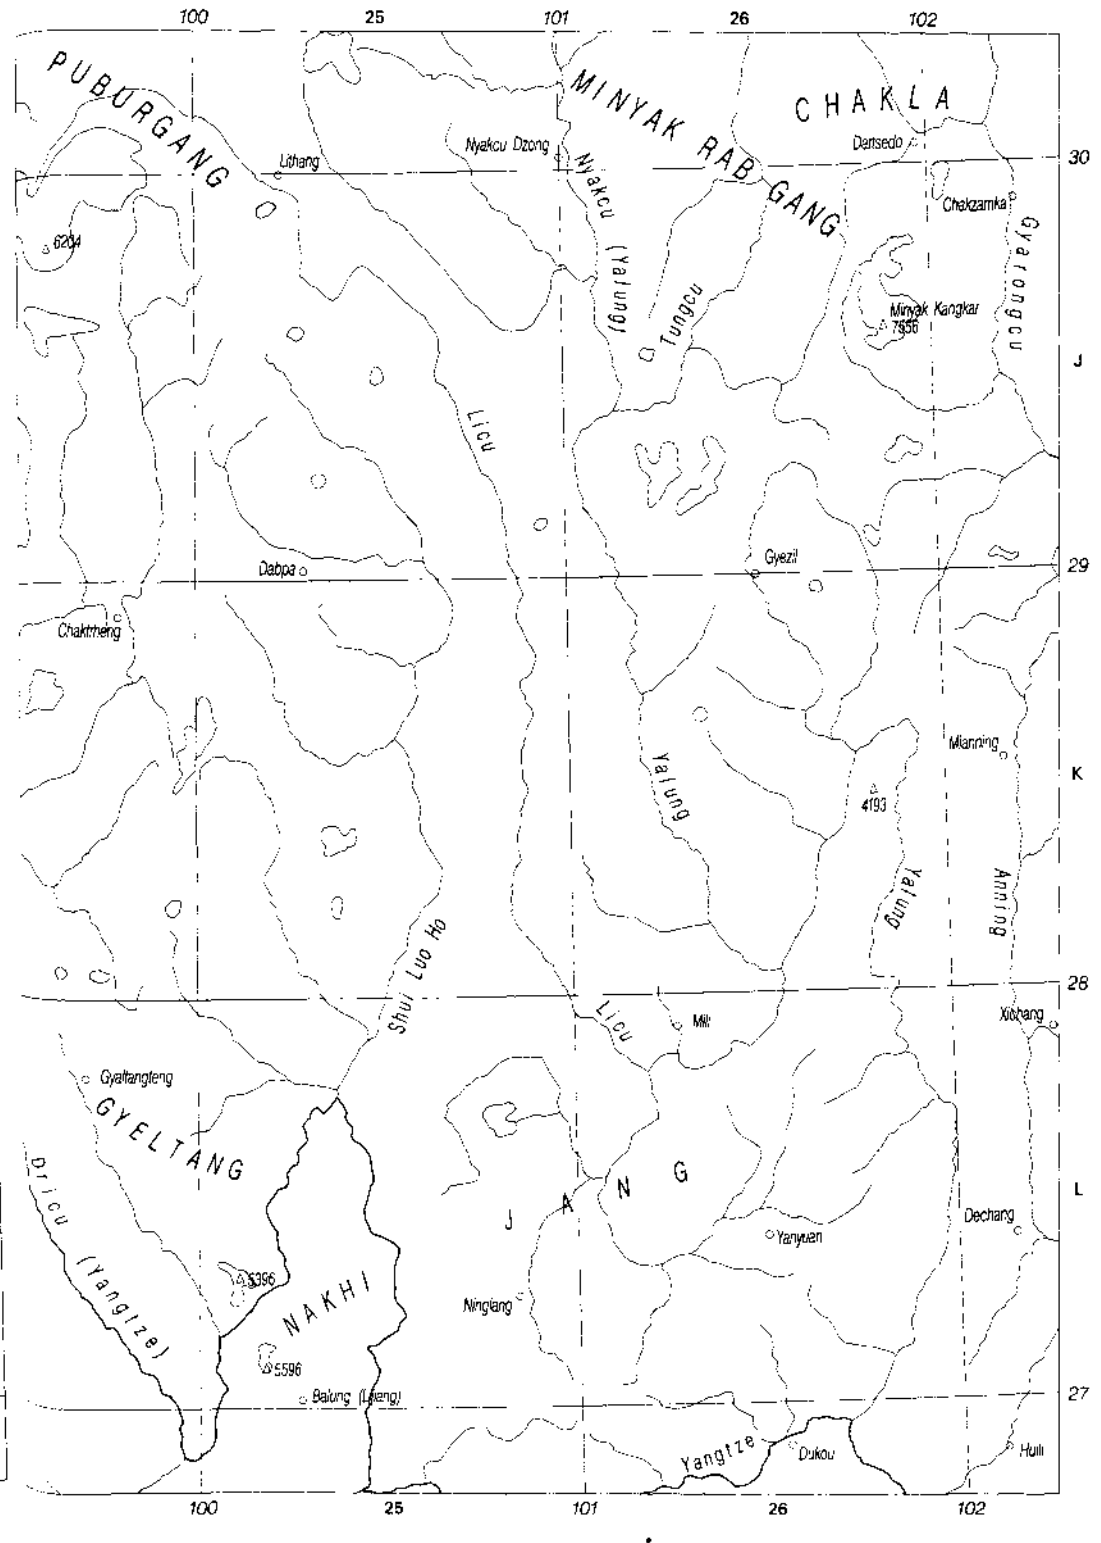 100 25 101 26 102
PUBURGANG
MINYAK RAB GANG
CHAKLA
Dartsedo
30
Nyakcu Dzong
Lithang
Nyakcu (Yalung)
Chakzamka
6204
Gyarongcu
Tungcu
Minyak Kangkar
7556
J
Licu
Gyezil
29
Dabpa
Chaktrheng
Mianning
Yalung
K
4193
Yalung
Anning
Shui Luo Ho
28
Licu
Mili
Xichang
Gyaltangteng
GYELTANG
Dricu (Yangtze)
JANG
L
Dechang
Yanyuan
5396
NAKHI
Ninglang
5596
Balung (Lijiang)
27
Yangtze
Dukou
Huili
100 25 101 26 102